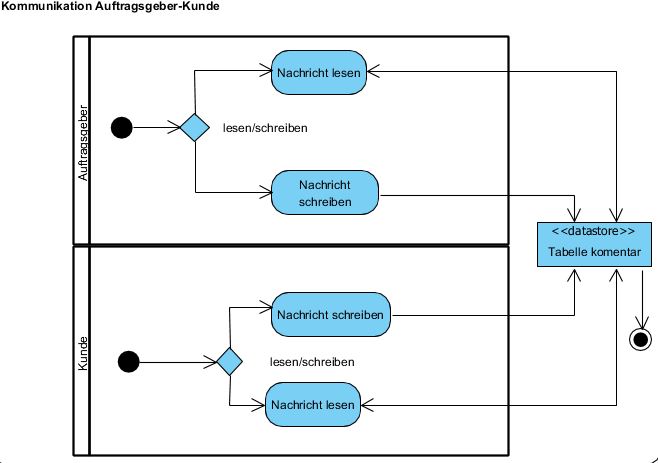 Kommunikation Auftragsgeber-Kunde
Auftragsgeber
Nachricht lesen
lesen/schreiben
Nachricht
schreiben
<<datastore>>
Tabelle komentar
Kunde
Nachricht schreiben
lesen/schreiben
Nachricht lesen